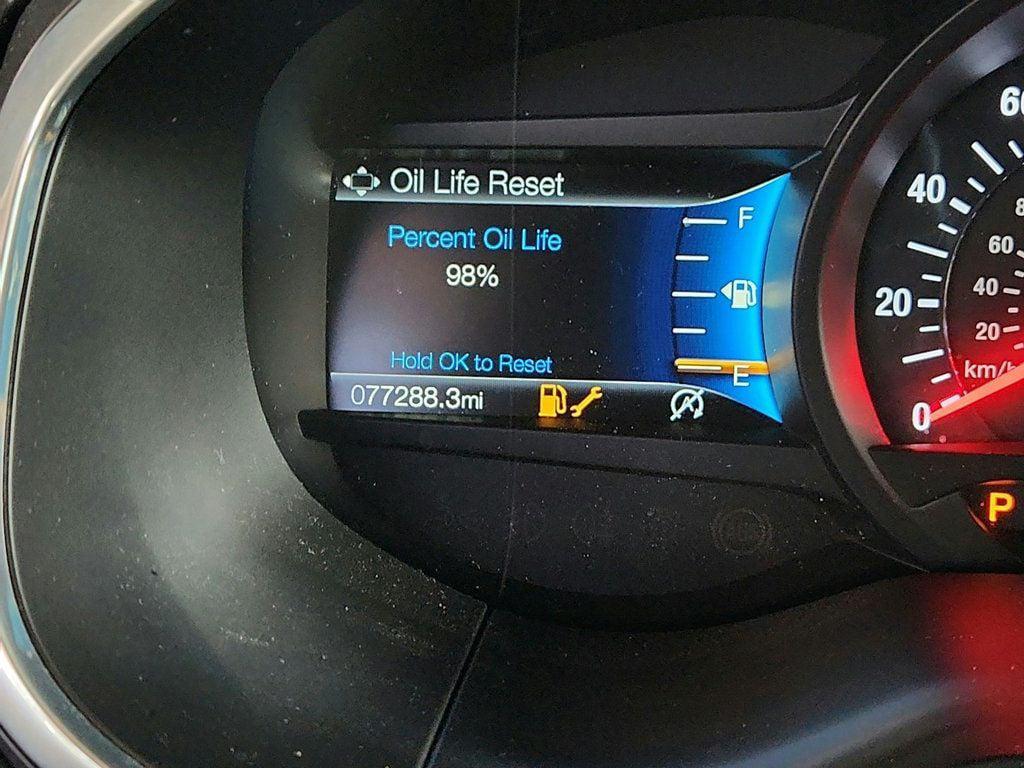 Oil Life Reset
Percent Oil Life
98%
Hold OK to Reset
077288.3mi
F
E
60
40
20
0
60
40
20
km/h
P